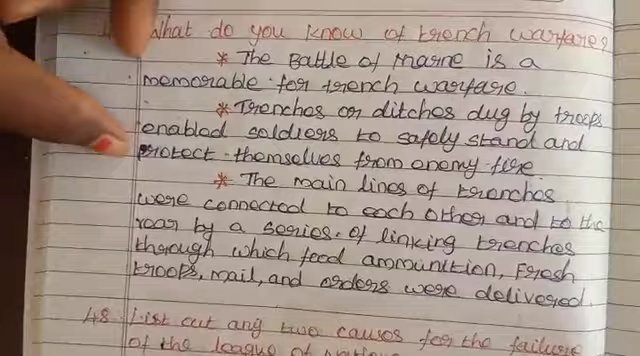 What do you know of trench warfare?
* The Battle of Marne is a
memorable for trench warfare.
* Trenches or ditches dug by troops
enabled soldiers to safely stand and
protect themselves from enemy fire.
* The main lines of trenches
were connected to each other and to the
rear by a series of linking trenches
through which food ammunition, Fresh
troops, mail, and orders were delivered.
48. List out any two causes for the failure
of the league of nations